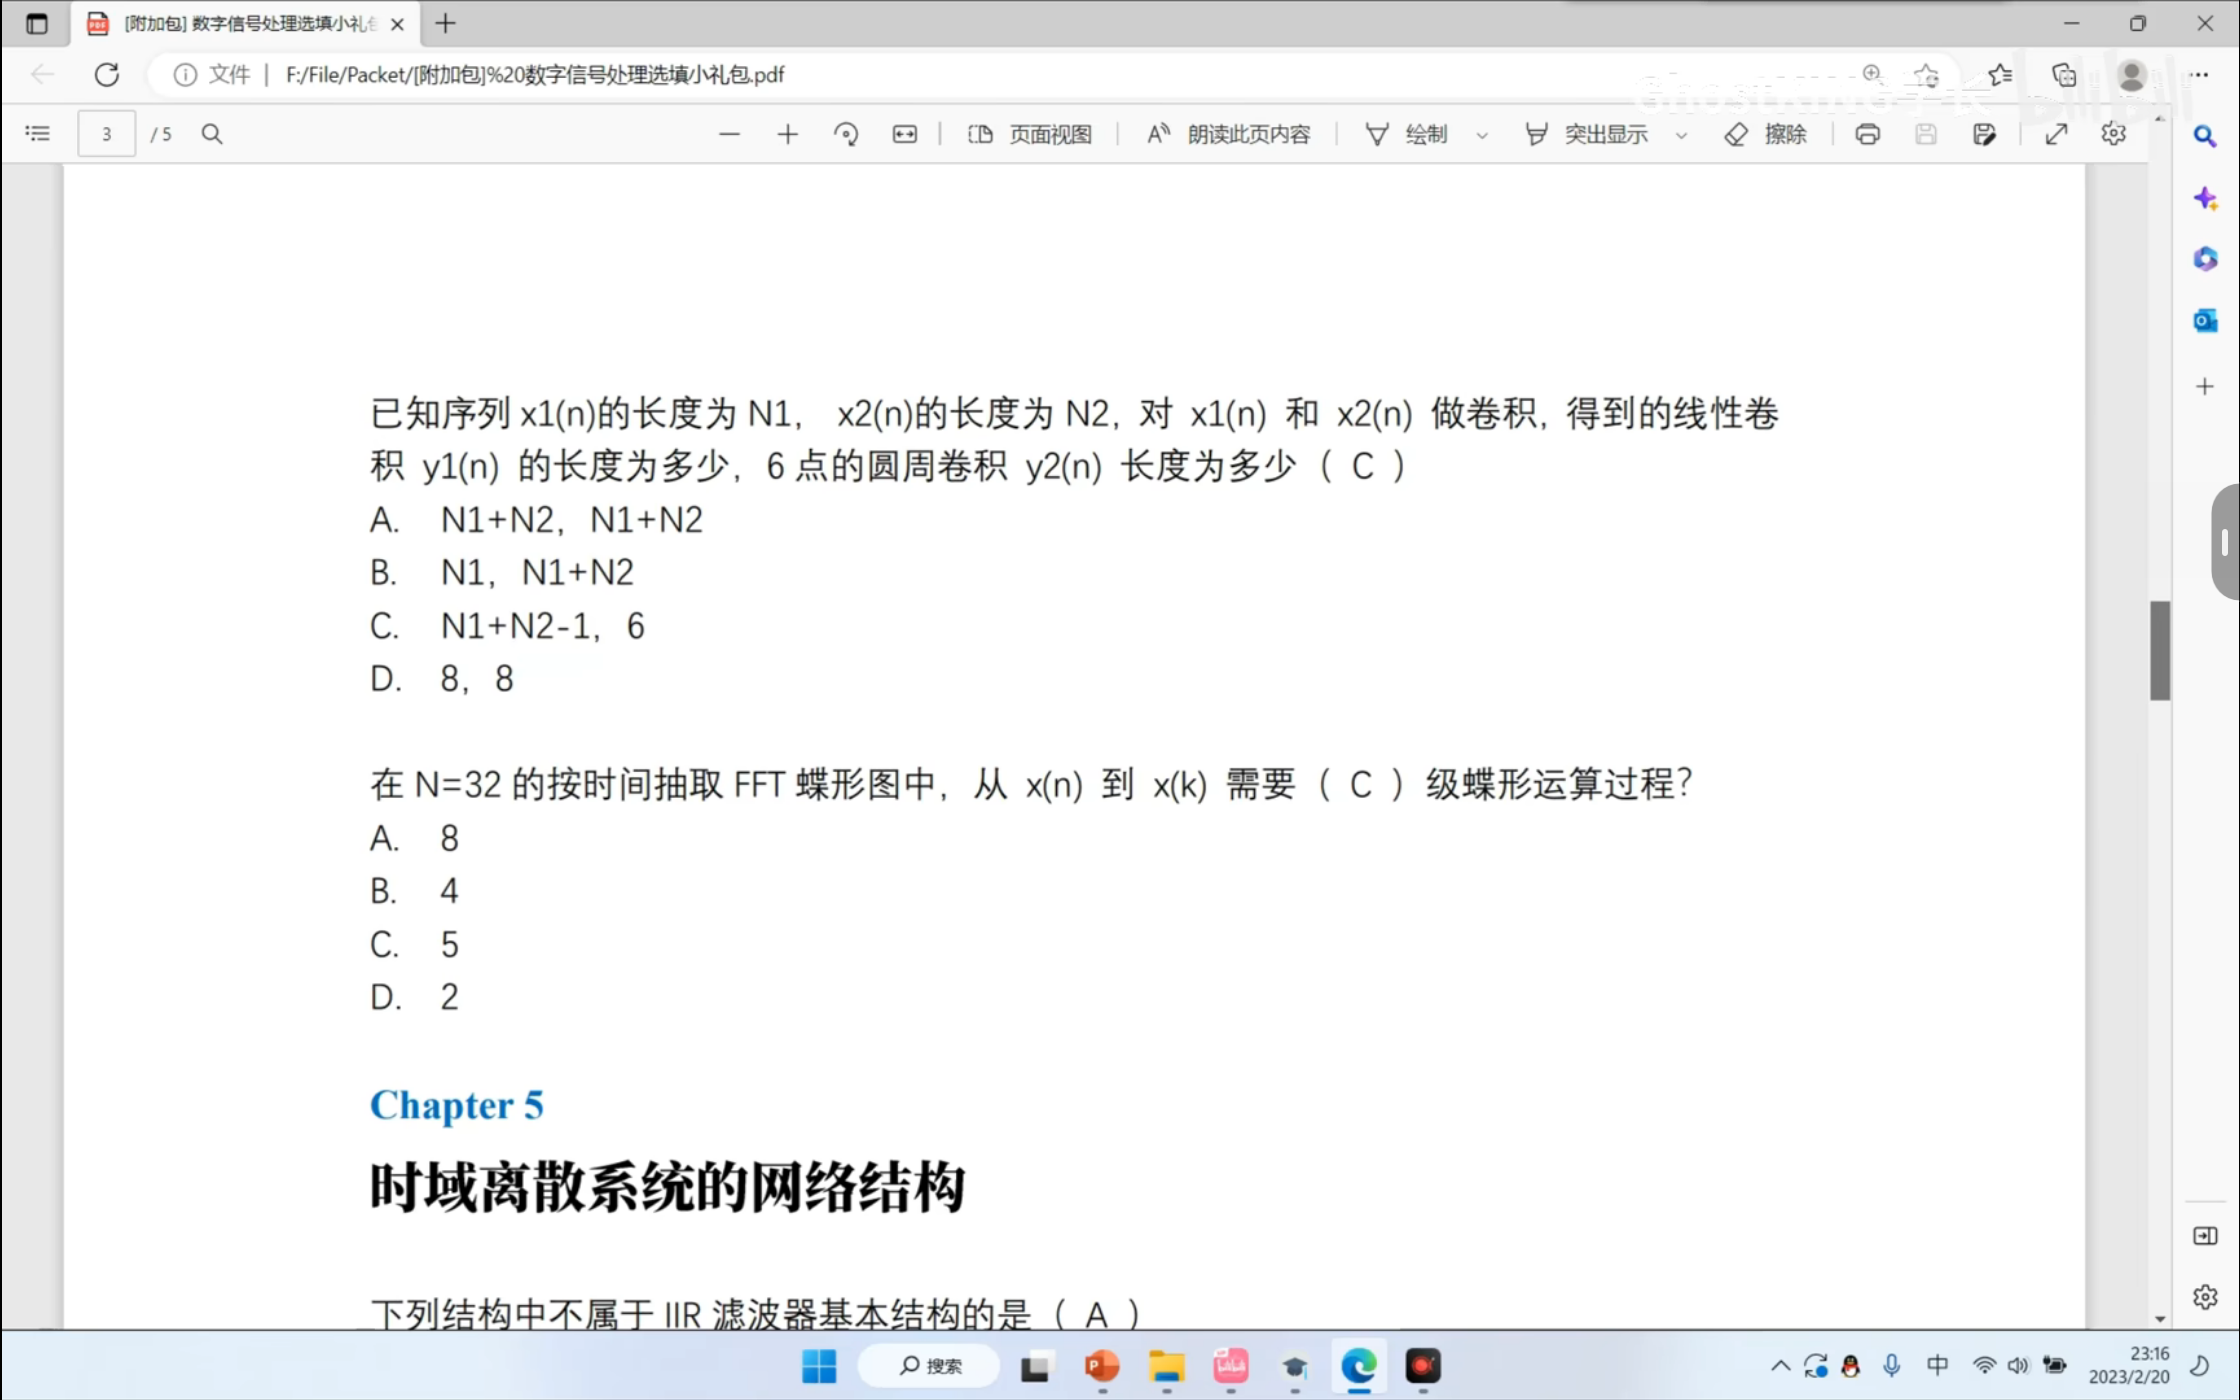 [附加包] 数字信号处理选填小礼包
文件 | F:/File/Packet/[附加包]%20数字信号处理选填小礼包.pdf
3 / 5 页面视图 朗读此页内容 绘制 突出显示 擦除
已知序列 x1(n)的长度为 N1， x2(n)的长度为 N2，对 x1(n) 和 x2(n) 做卷积，得到的线性卷
积 y1(n) 的长度为多少，6 点的圆周卷积 y2(n) 长度为多少（ C ）
A. N1+N2，N1+N2
B. N1，N1+N2
C. N1+N2-1，6
D. 8，8
在 N=32 的按时间抽取 FFT 蝶形图中，从 x(n) 到 x(k) 需要（ C ）级蝶形运算过程？
A. 8
B. 4
C. 5
D. 2
Chapter 5
时域离散系统的网络结构
下列结构中不属于 IIR 滤波器基本结构的是（ A ）
搜索
中
23:16
2023/2/20